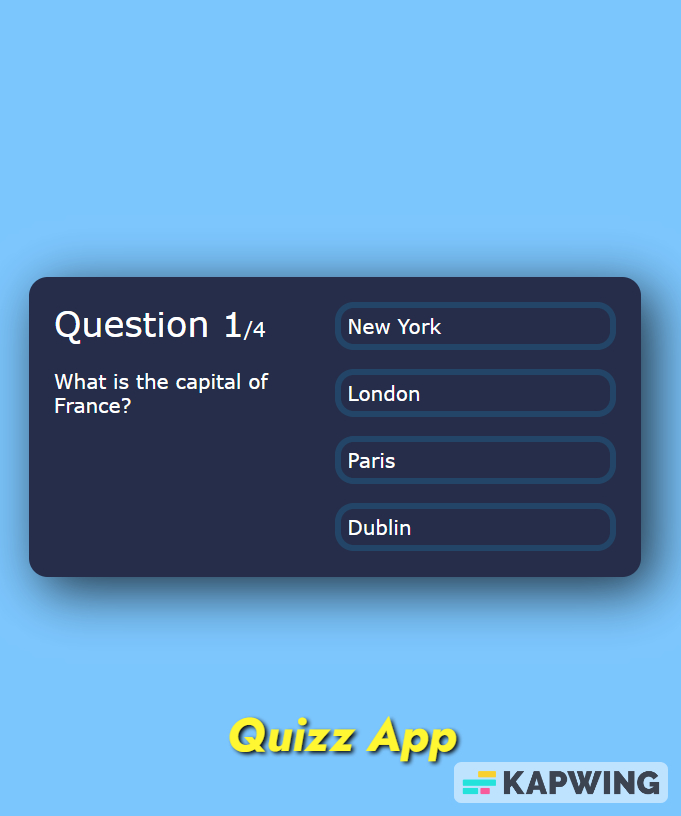 Question 1/4
What is the capital of
France?
New York
London
Paris
Dublin
Quizz App
KAPWING